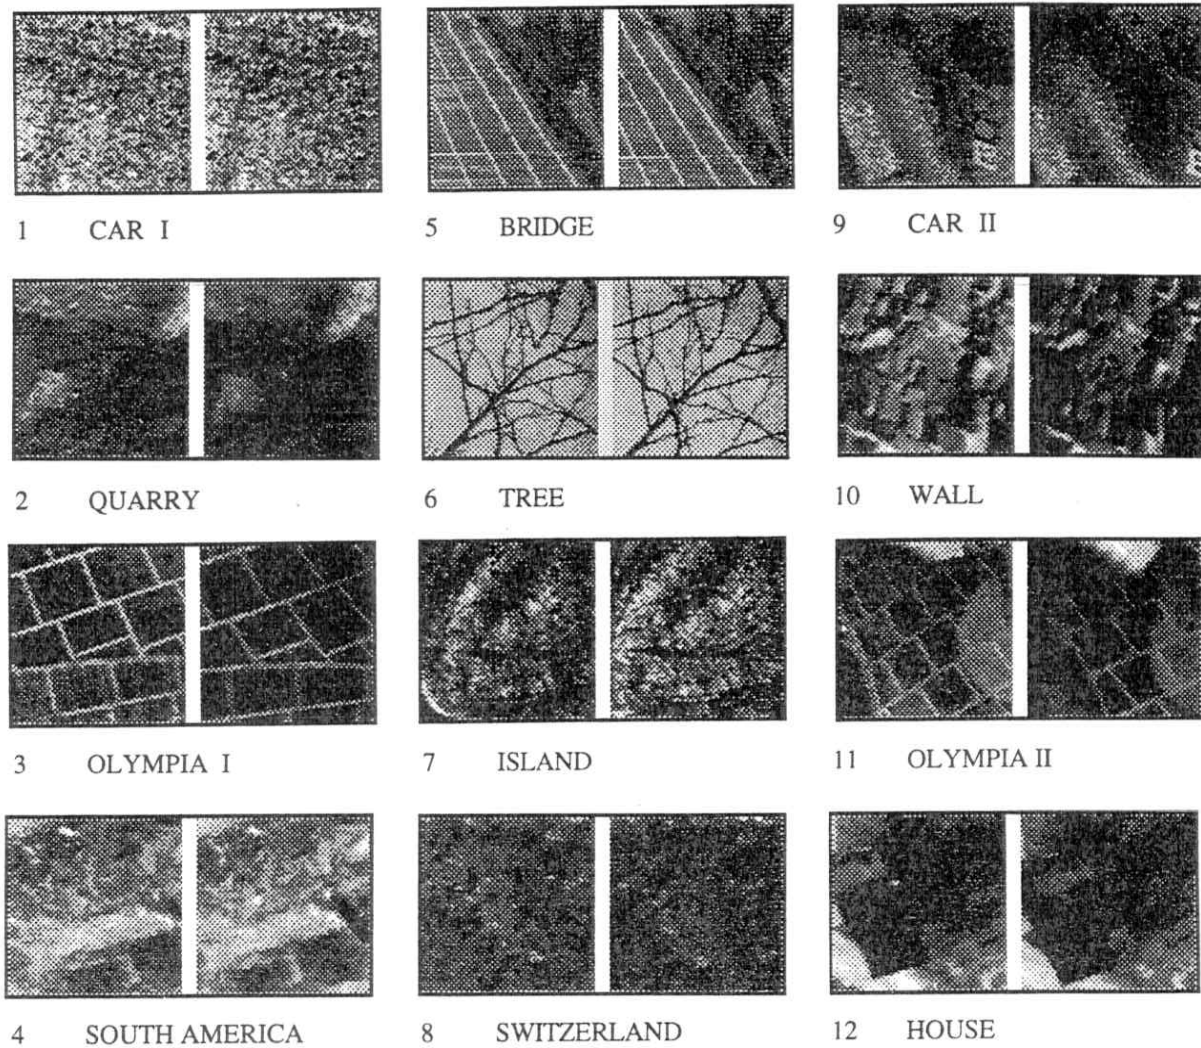 1 CAR I
5 BRIDGE
9 CAR II
2 QUARRY
6 TREE
10 WALL
3 OLYMPIA I
7 ISLAND
11 OLYMPIA II
4 SOUTH AMERICA
8 SWITZERLAND
12 HOUSE